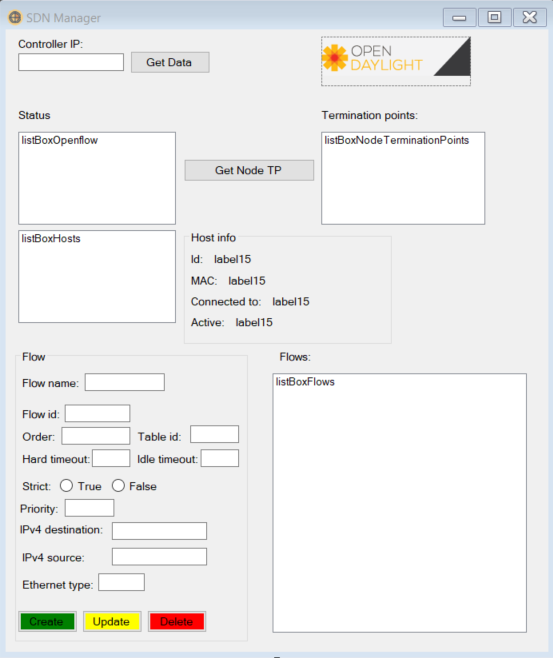 SDN Manager
Controller IP:
Get Data
OPEN
DAYLIGHT
Status
Termination points:
listBoxOpenflow
Get Node TP
listBoxNodeTerminationPoints
listBoxHosts
Host info
Id: label15
MAC: label15
Connected to: label15
Active: label15
Flow
Flow name:
Flow id:
Order: Table id:
Hard timeout: Idle timeout:
Strict: True False
Priority:
IPv4 destination:
IPv4 source:
Ethernet type:
Create Update Delete
Flows:
listBoxFlows